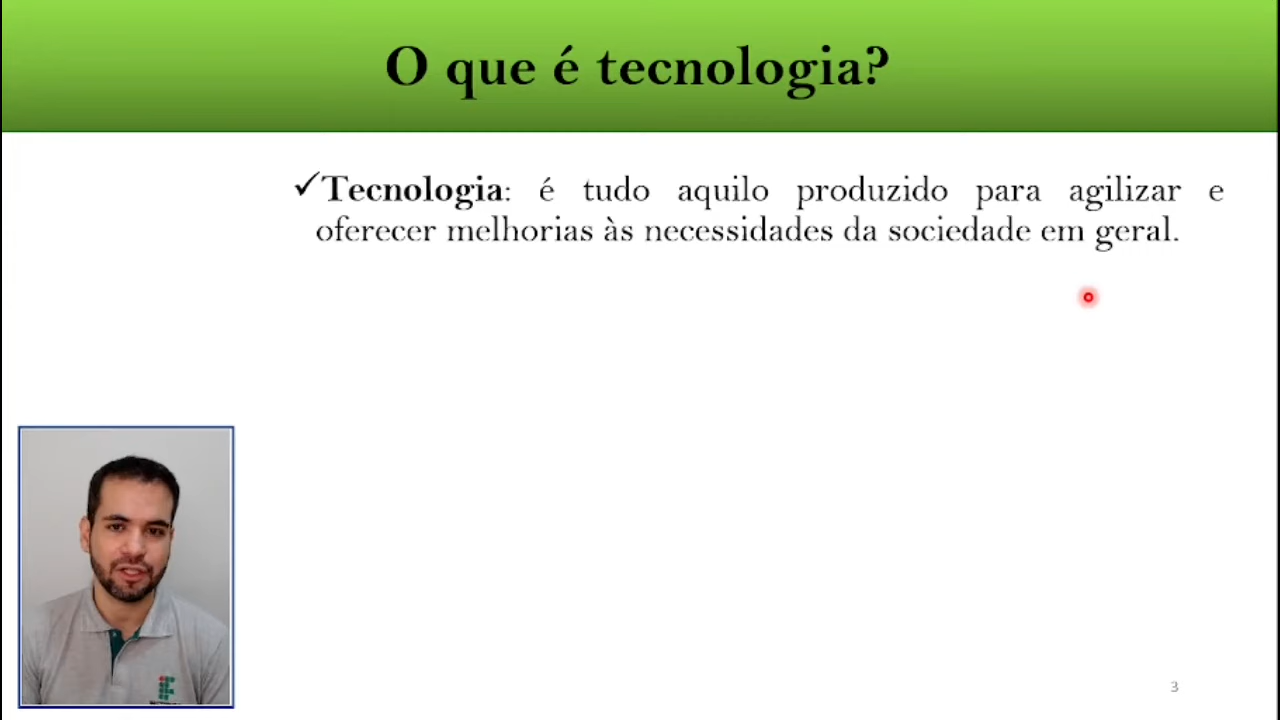 O que é tecnologia?
✓Tecnologia: é tudo aquilo produzido para agilizar e
oferecer melhorias às necessidades da sociedade em geral.
3